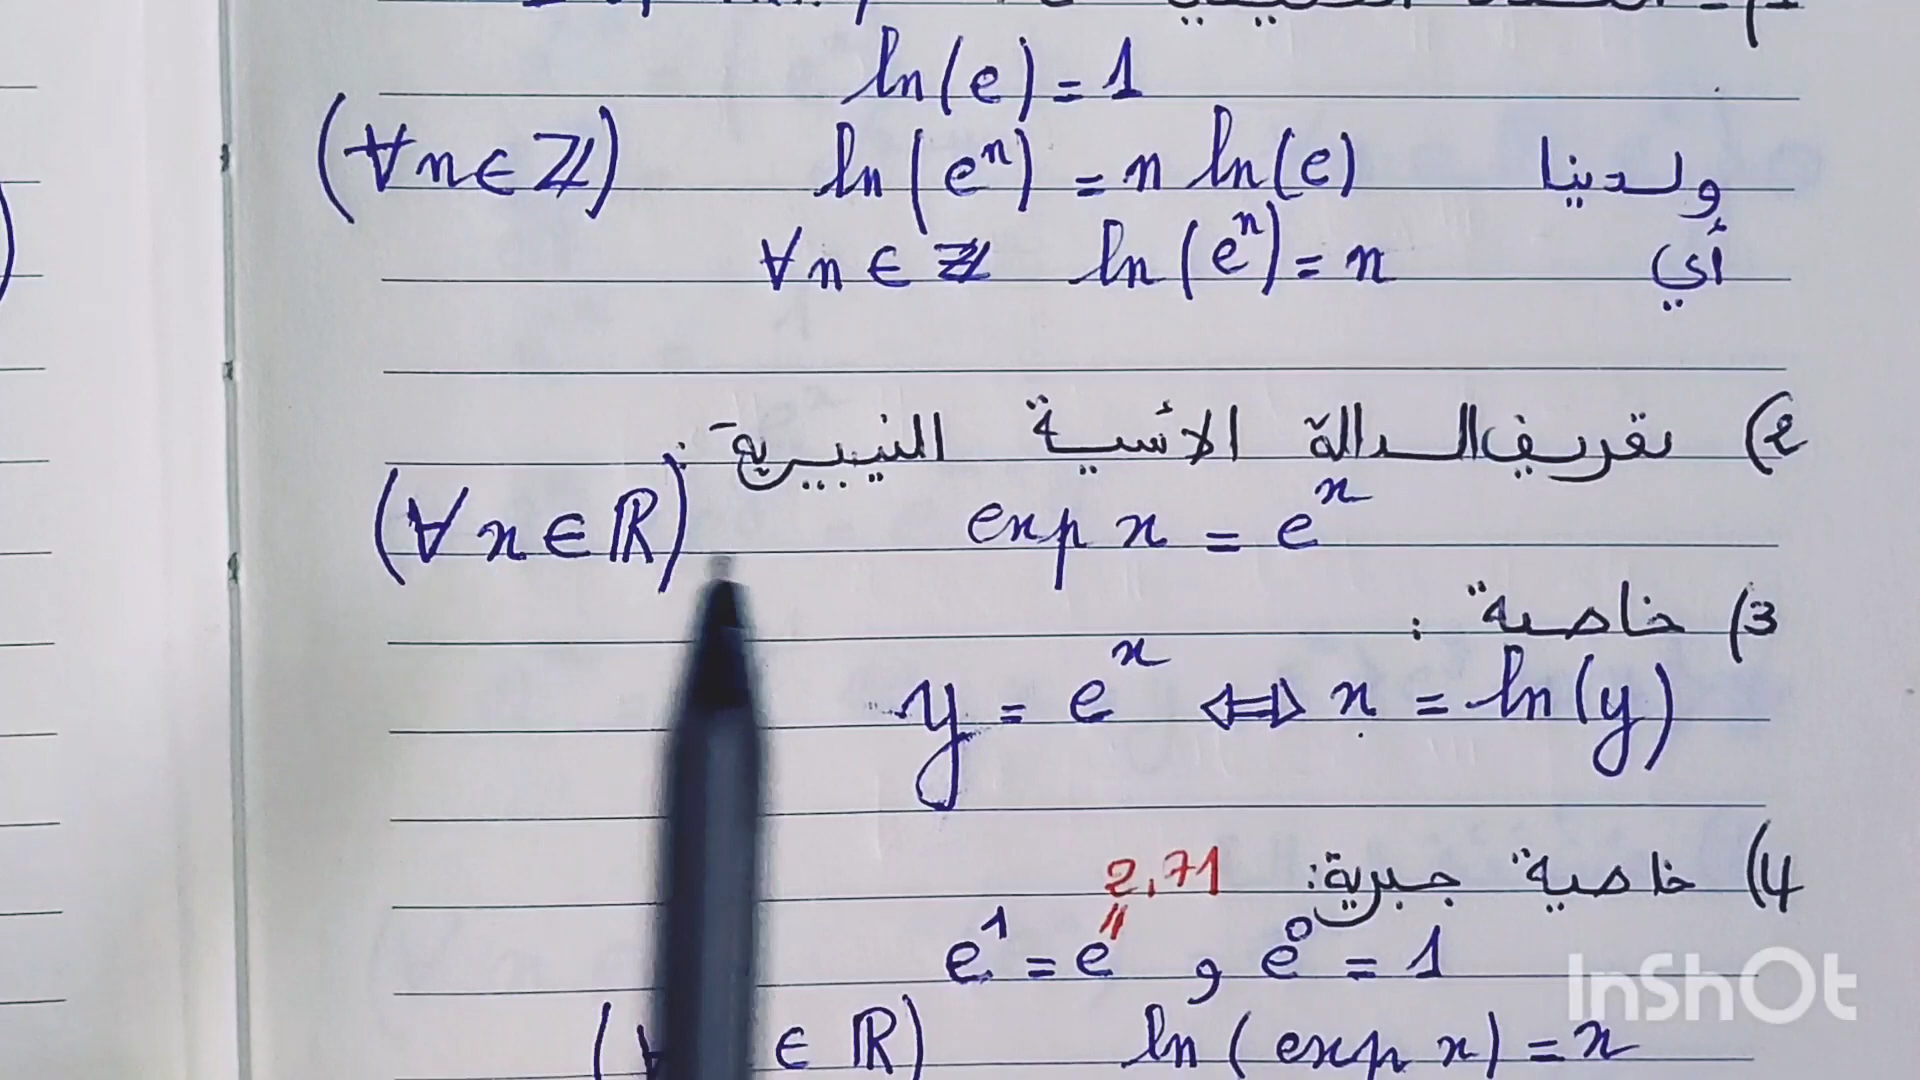 ln(e) = 1
ولدينا ln(eⁿ) = n ln(e) (∀n∈ℤ)
أي ∀n∈ℤ ln(eⁿ) = n
2) تعريف الدالة الأسية النيبيرية:
exp x = eˣ (∀x∈ℝ)
3) خاصية :
y = eˣ ⇔ x = ln(y)
4) خاصية جبرية: 2,71
e⁰ = 1 و e¹ = e
ln(exp x) = x ( ∈ ℝ)
InShOt